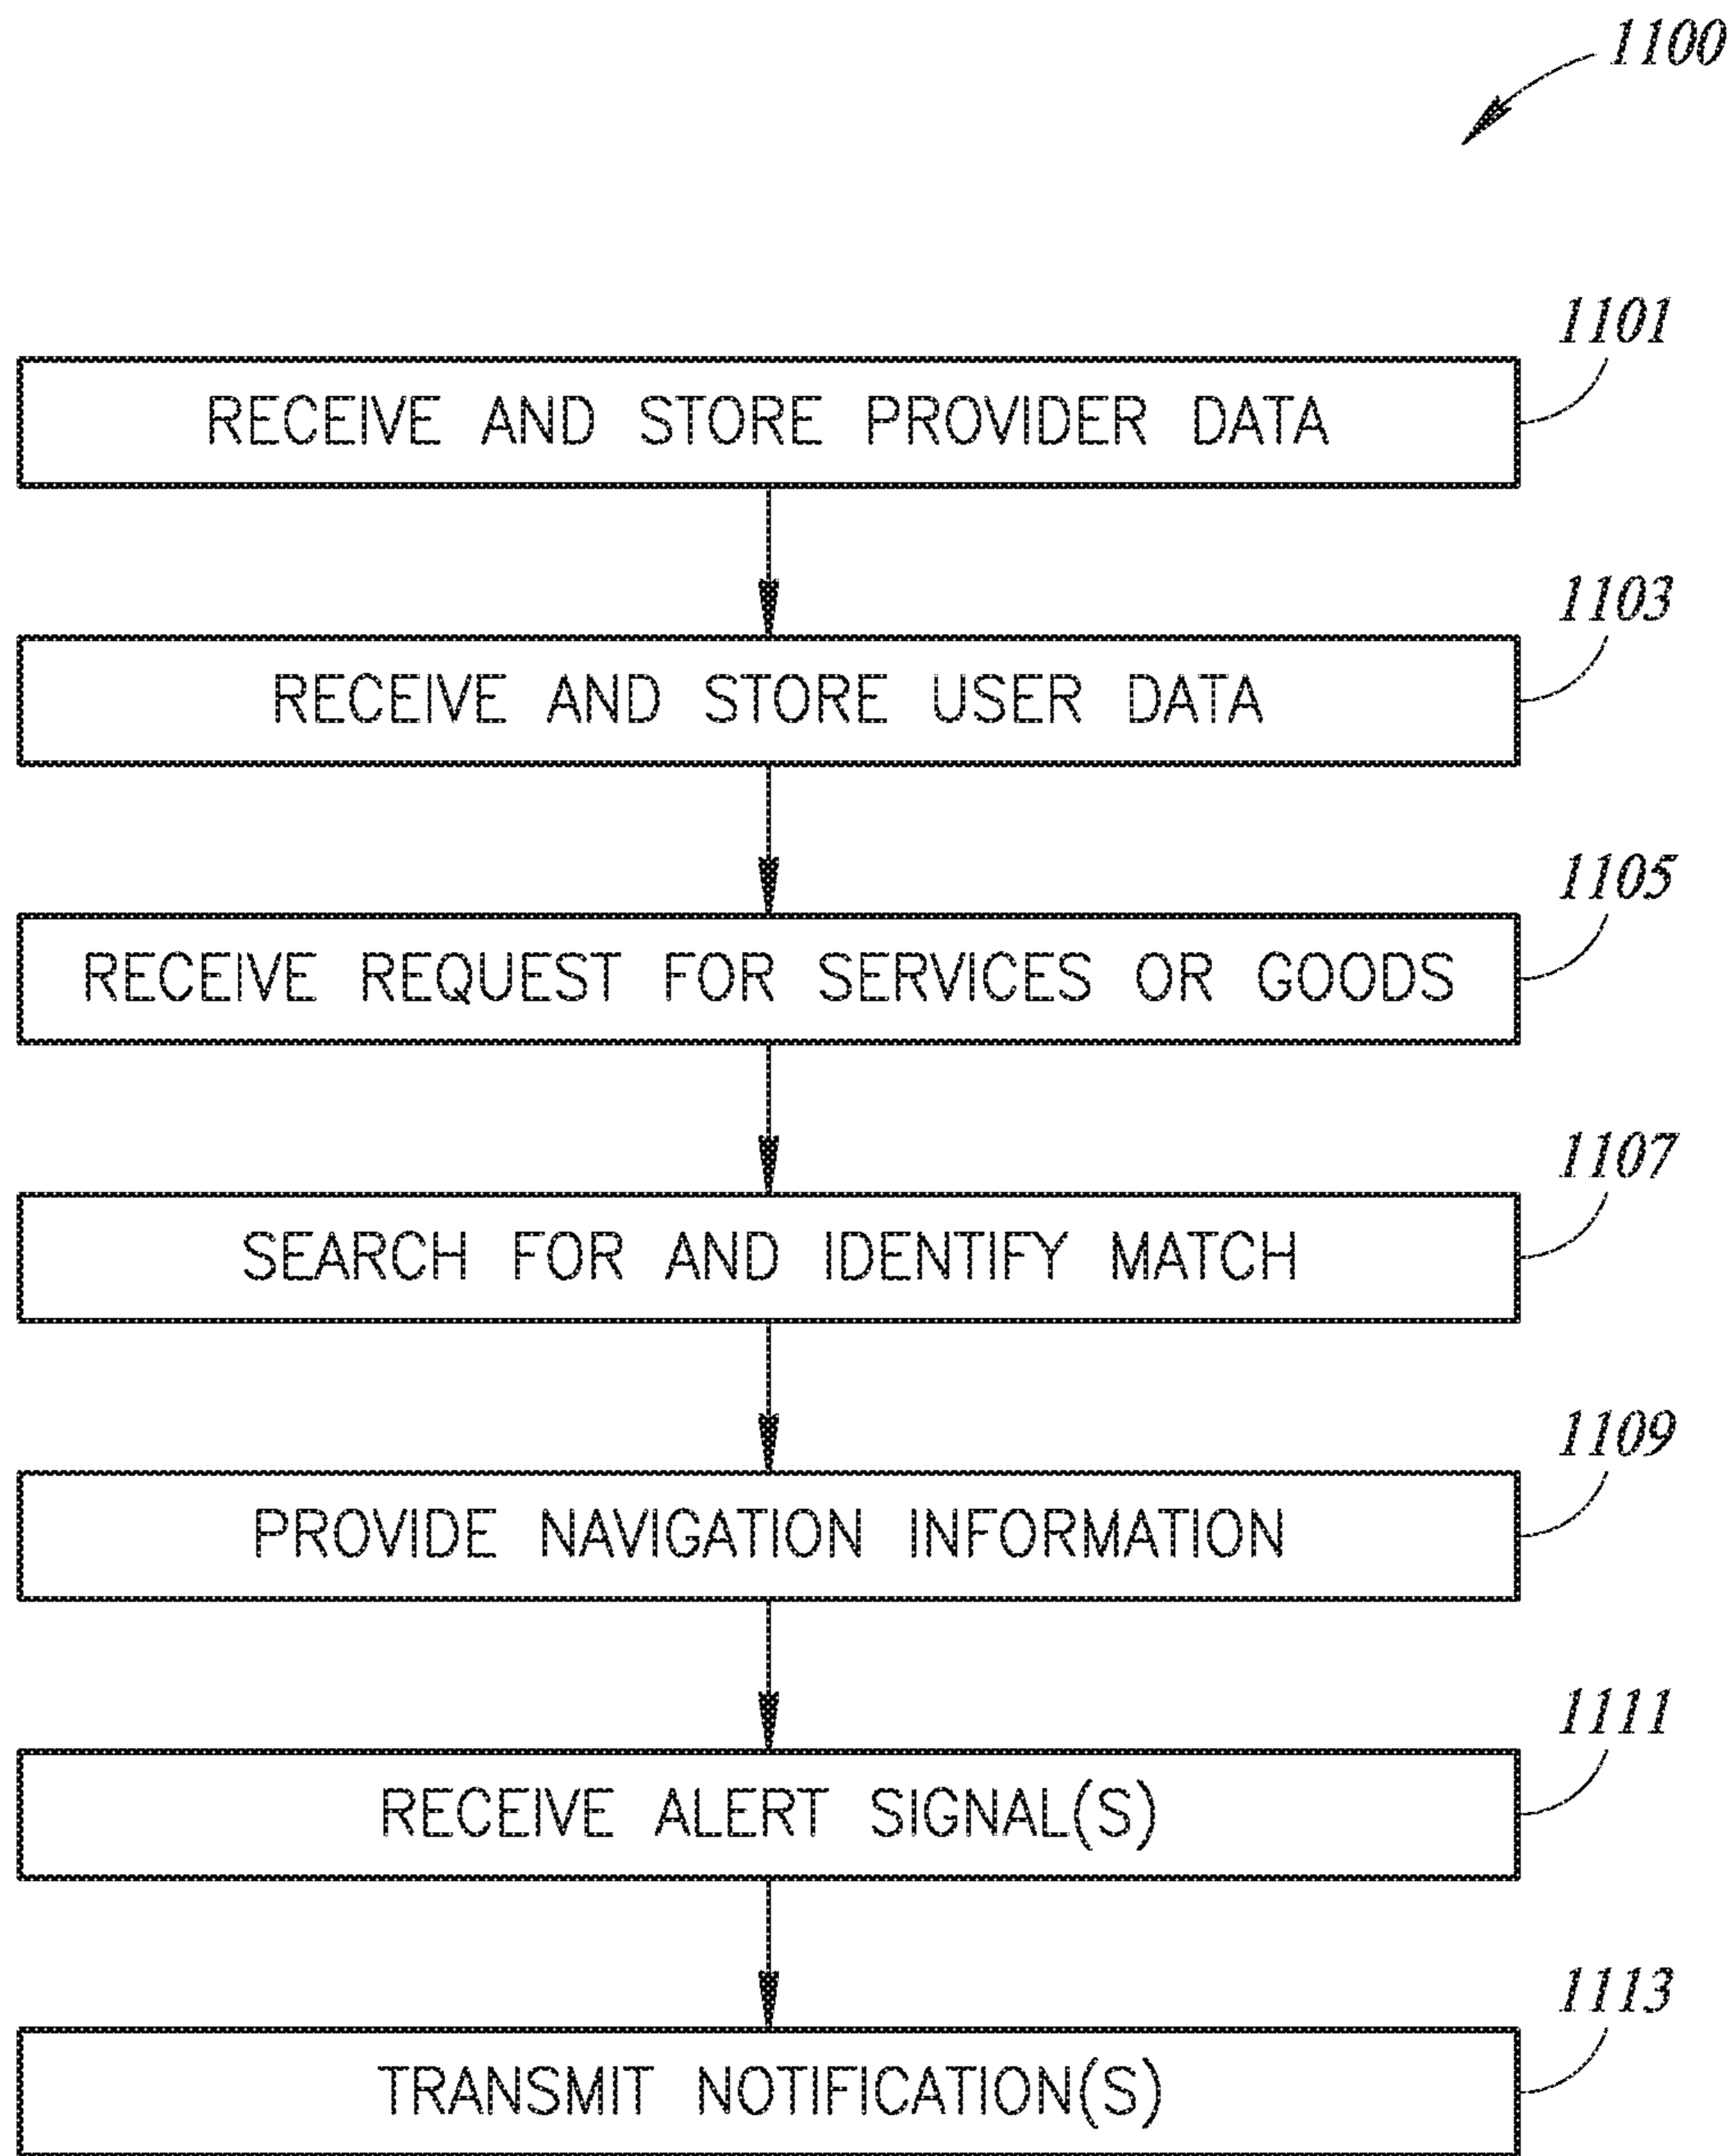 1100
1101
RECEIVE AND STORE PROVIDER DATA
1103
RECEIVE AND STORE USER DATA
1105
RECEIVE REQUEST FOR SERVICES OR GOODS
1107
SEARCH FOR AND IDENTIFY MATCH
1109
PROVIDE NAVIGATION INFORMATION
1111
RECEIVE ALERT SIGNAL(S)
1113
TRANSMIT NOTIFICATION(S)